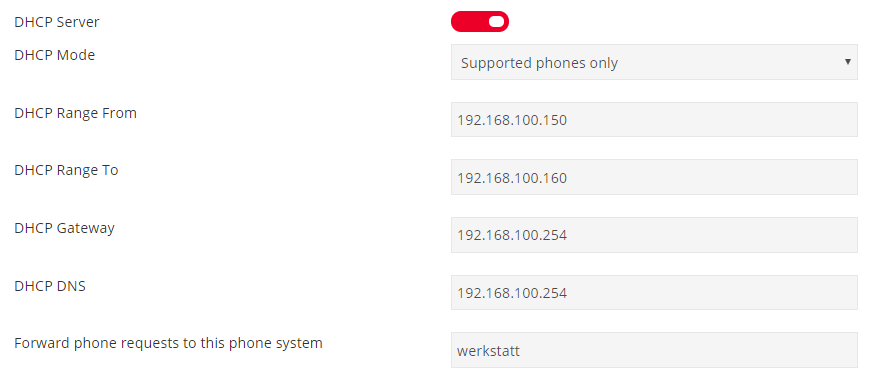 DHCP Server
DHCP Mode
Supported phones only
DHCP Range From
192.168.100.150
DHCP Range To
192.168.100.160
DHCP Gateway
192.168.100.254
DHCP DNS
192.168.100.254
Forward phone requests to this phone system
werkstatt